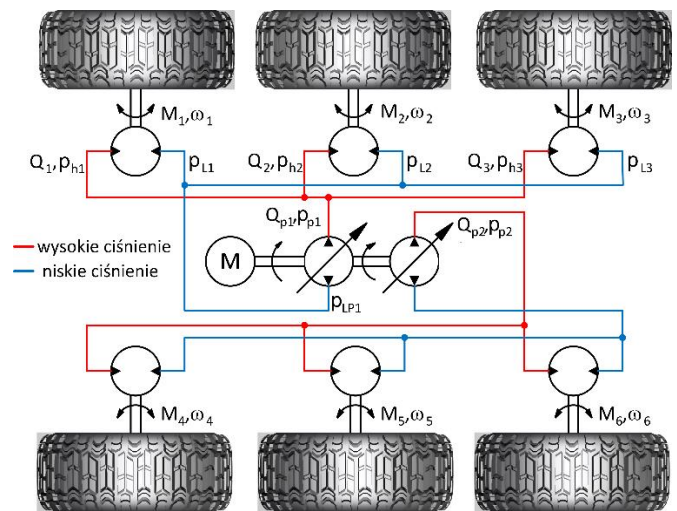 M1,ω1
M2,ω2
M3,ω3
Q1,ph1
pL1
Q2,ph2
pL2
Q3,ph3
pL3
Qp1,pp1
Qp2,pp2
wysokie ciśnienie
niskie ciśnienie
M
pLP1
M4,ω4
M5,ω5
M6,ω6